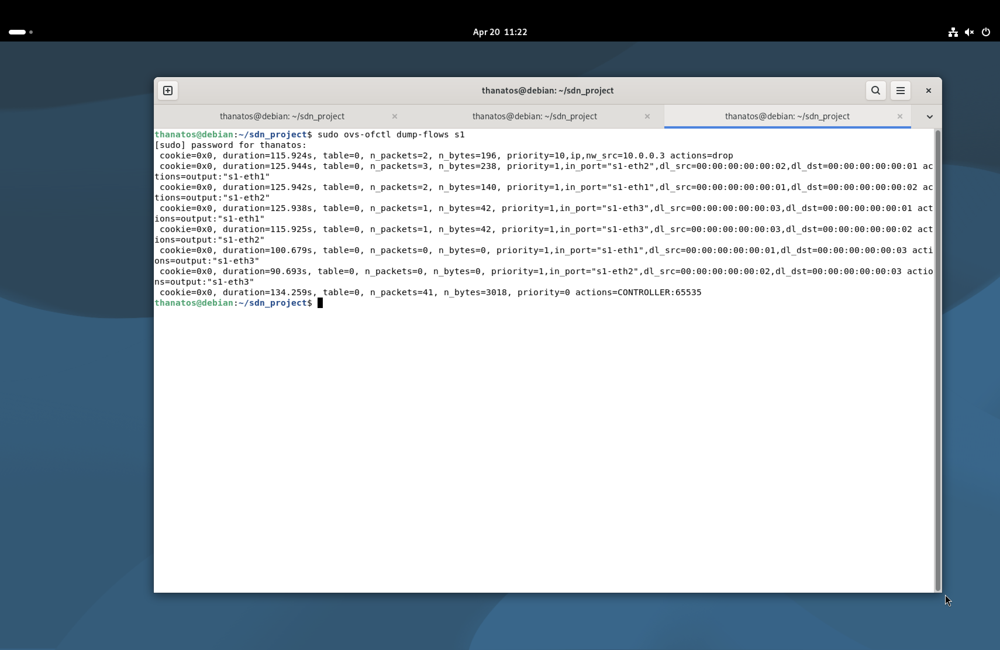 Apr 20 11:22
thanatos@debian: ~/sdn_project
thanatos@debian: ~/sdn_project thanatos@debian: ~/sdn_project thanatos@debian: ~/sdn_project
thanatos@debian:~/sdn_project$ sudo ovs-ofctl dump-flows s1
[sudo] password for thanatos:
 cookie=0x0, duration=115.924s, table=0, n_packets=2, n_bytes=196, priority=10,ip,nw_src=10.0.0.3 actions=drop
 cookie=0x0, duration=125.944s, table=0, n_packets=3, n_bytes=238, priority=1,in_port="s1-eth2",dl_src=00:00:00:00:00:02,dl_dst=00:00:00:00:00:01 ac
tions=output:"s1-eth1"
 cookie=0x0, duration=125.942s, table=0, n_packets=2, n_bytes=140, priority=1,in_port="s1-eth1",dl_src=00:00:00:00:00:01,dl_dst=00:00:00:00:00:02 ac
tions=output:"s1-eth2"
 cookie=0x0, duration=125.938s, table=0, n_packets=1, n_bytes=42, priority=1,in_port="s1-eth3",dl_src=00:00:00:00:00:03,dl_dst=00:00:00:00:00:01 act
ions=output:"s1-eth1"
 cookie=0x0, duration=115.925s, table=0, n_packets=1, n_bytes=42, priority=1,in_port="s1-eth3",dl_src=00:00:00:00:00:03,dl_dst=00:00:00:00:00:02 act
ions=output:"s1-eth2"
 cookie=0x0, duration=100.679s, table=0, n_packets=0, n_bytes=0, priority=1,in_port="s1-eth1",dl_src=00:00:00:00:00:01,dl_dst=00:00:00:00:00:03 acti
ons=output:"s1-eth3"
 cookie=0x0, duration=90.693s, table=0, n_packets=0, n_bytes=0, priority=1,in_port="s1-eth2",dl_src=00:00:00:00:00:02,dl_dst=00:00:00:00:00:03 actio
ns=output:"s1-eth3"
 cookie=0x0, duration=134.259s, table=0, n_packets=41, n_bytes=3018, priority=0 actions=CONTROLLER:65535
thanatos@debian:~/sdn_project$